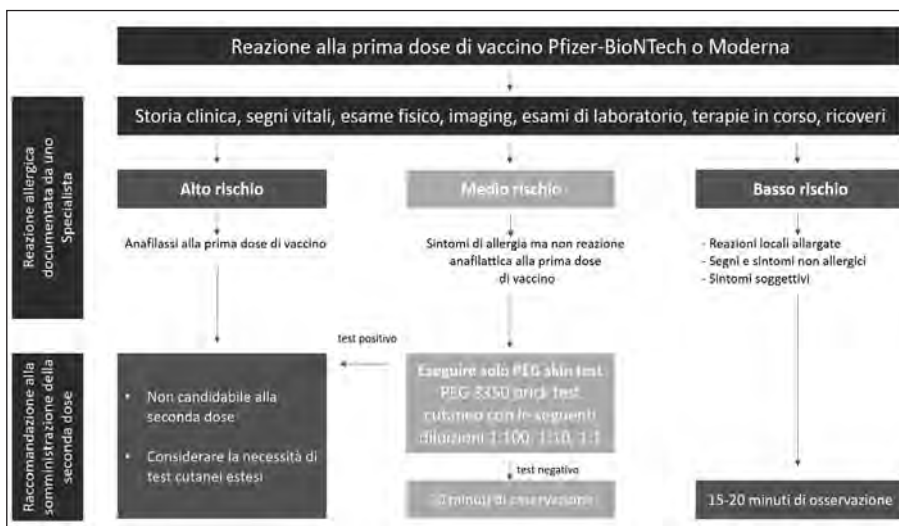 Reazione alla prima dose di vaccino Pfizer-BioNTech o Moderna
Reazione allergica
documentata da uno
Specialista
Storia clinica, segni vitali, esame fisico, imaging, esami di laboratorio, terapie in corso, ricoveri
Alto rischio
Medio rischio
Basso rischio
Anafilassi alla prima dose di vaccino
Sintomi di allergia ma non reazione
anafilattica alla prima dose
di vaccino
- Reazioni locali allargate
- Segni e sintomi non allergici
- Sintomi soggettivi
Raccomandazione alla
somministrazione della
seconda dose
test positivo
• Non candidabile alla
seconda dose
• Considerare la necessità di
test cutanei estesi
Eseguire solo PEG skin test
PEG 3350 prick test
cutaneo con le seguenti
diluizioni 1:100, 1:10, 1:1
test negativo
minuti di osservazione
15-20 minuti di osservazione